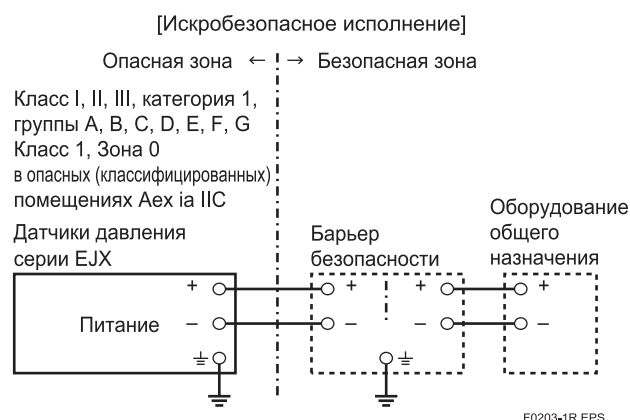 [Искробезопасное исполнение]
Опасная зона ← → Безопасная зона
Класс I, II, III, категория 1,
группы A, B, C, D, E, F, G
Класс 1, Зона 0
в опасных (классифицированных)
помещениях Aex ia IIC
Датчики давления
серии EJX
Барьер
безопасности
Оборудование
общего
назначения
+ + + +
Питание – – – –
F0203-1R.EPS